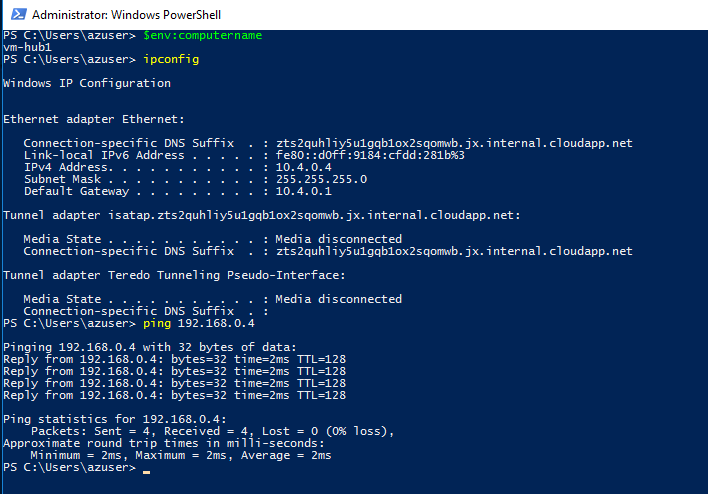 Administrator: Windows PowerShell
PS C:\Users\azuser> $env:computername
vm-hub1
PS C:\Users\azuser> ipconfig
Windows IP Configuration
Ethernet adapter Ethernet:
Connection-specific DNS Suffix . : zts2quhliy5u1gqb1ox2sqomwb.jx.internal.cloudapp.net
Link-local IPv6 Address . . . . . : fe80::d0ff:9184:cfdd:281b%3
IPv4 Address. . . . . . . . . . . : 10.4.0.4
Subnet Mask . . . . . . . . . . . : 255.255.255.0
Default Gateway . . . . . . . . . : 10.4.0.1
Tunnel adapter isatap.zts2quhliy5u1gqb1ox2sqomwb.jx.internal.cloudapp.net:
Media State . . . . . . . . . . . : Media disconnected
Connection-specific DNS Suffix . : zts2quhliy5u1gqb1ox2sqomwb.jx.internal.cloudapp.net
Tunnel adapter Teredo Tunneling Pseudo-Interface:
Media State . . . . . . . . . . . : Media disconnected
Connection-specific DNS Suffix . :
PS C:\Users\azuser> ping 192.168.0.4
Pinging 192.168.0.4 with 32 bytes of data:
Reply from 192.168.0.4: bytes=32 time=2ms TTL=128
Reply from 192.168.0.4: bytes=32 time=2ms TTL=128
Reply from 192.168.0.4: bytes=32 time=2ms TTL=128
Reply from 192.168.0.4: bytes=32 time=2ms TTL=128
Ping statistics for 192.168.0.4:
Packets: Sent = 4, Received = 4, Lost = 0 (0% loss),
Approximate round trip times in milli-seconds:
Minimum = 2ms, Maximum = 2ms, Average = 2ms
PS C:\Users\azuser> _